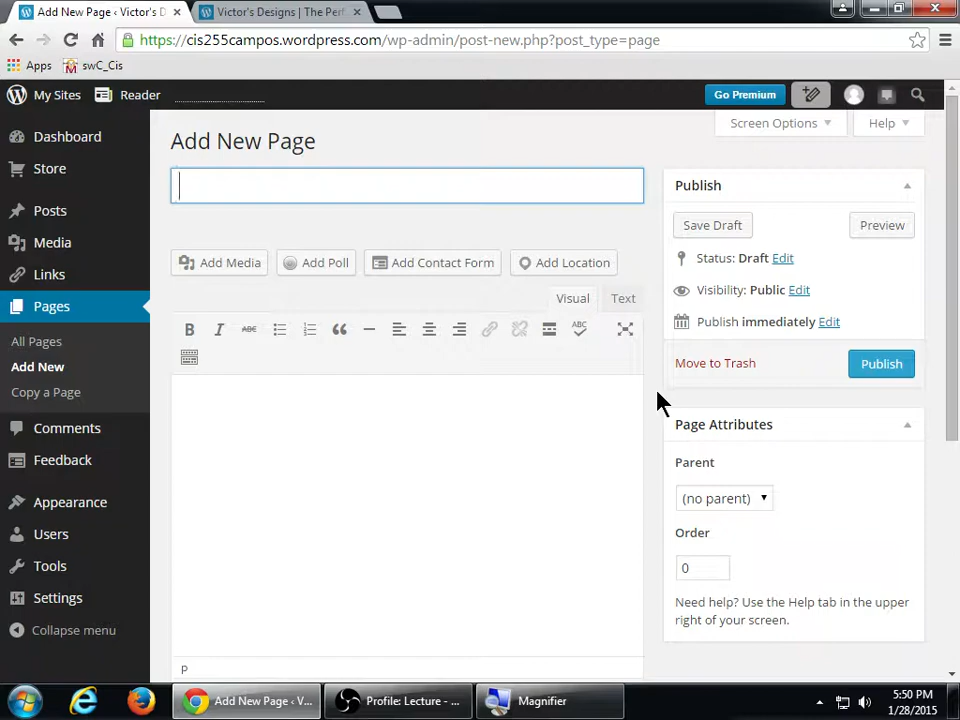 Add New Page ‹ Victor's D
Victor's Designs | The Perf
https://cis255campos.wordpress.com/wp-admin/post-new.php?post_type=page
Apps
swC_Cis
My Sites
Reader
Go Premium
Dashboard
Store
Posts
Media
Links
Pages
All Pages
Add New
Copy a Page
Comments
Feedback
Appearance
Users
Tools
Settings
Collapse menu
Screen Options
Help
Add New Page
Add Media
Add Poll
Add Contact Form
Add Location
Visual
Text
B I ABC
ABC
p
Publish
Save Draft
Preview
Status: Draft Edit
Visibility: Public Edit
Publish immediately Edit
Move to Trash
Publish
Page Attributes
Parent
(no parent)
Order
0
Need help? Use the Help tab in the upper
right of your screen.
Add New Page ‹ V...
Profile: Lecture - ...
Magnifier
5:50 PM
1/28/2015